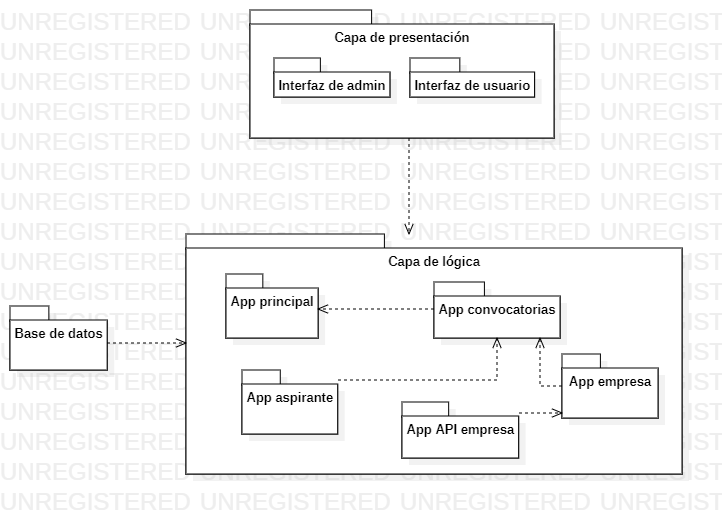 Capa de presentación
Interfaz de admin
Interfaz de usuario
Capa de lógica
App principal
App convocatorias
Base de datos
App aspirante
App empresa
App API empresa
UNREGISTERED UNREGISTERED UNREGISTERED UNREGIST